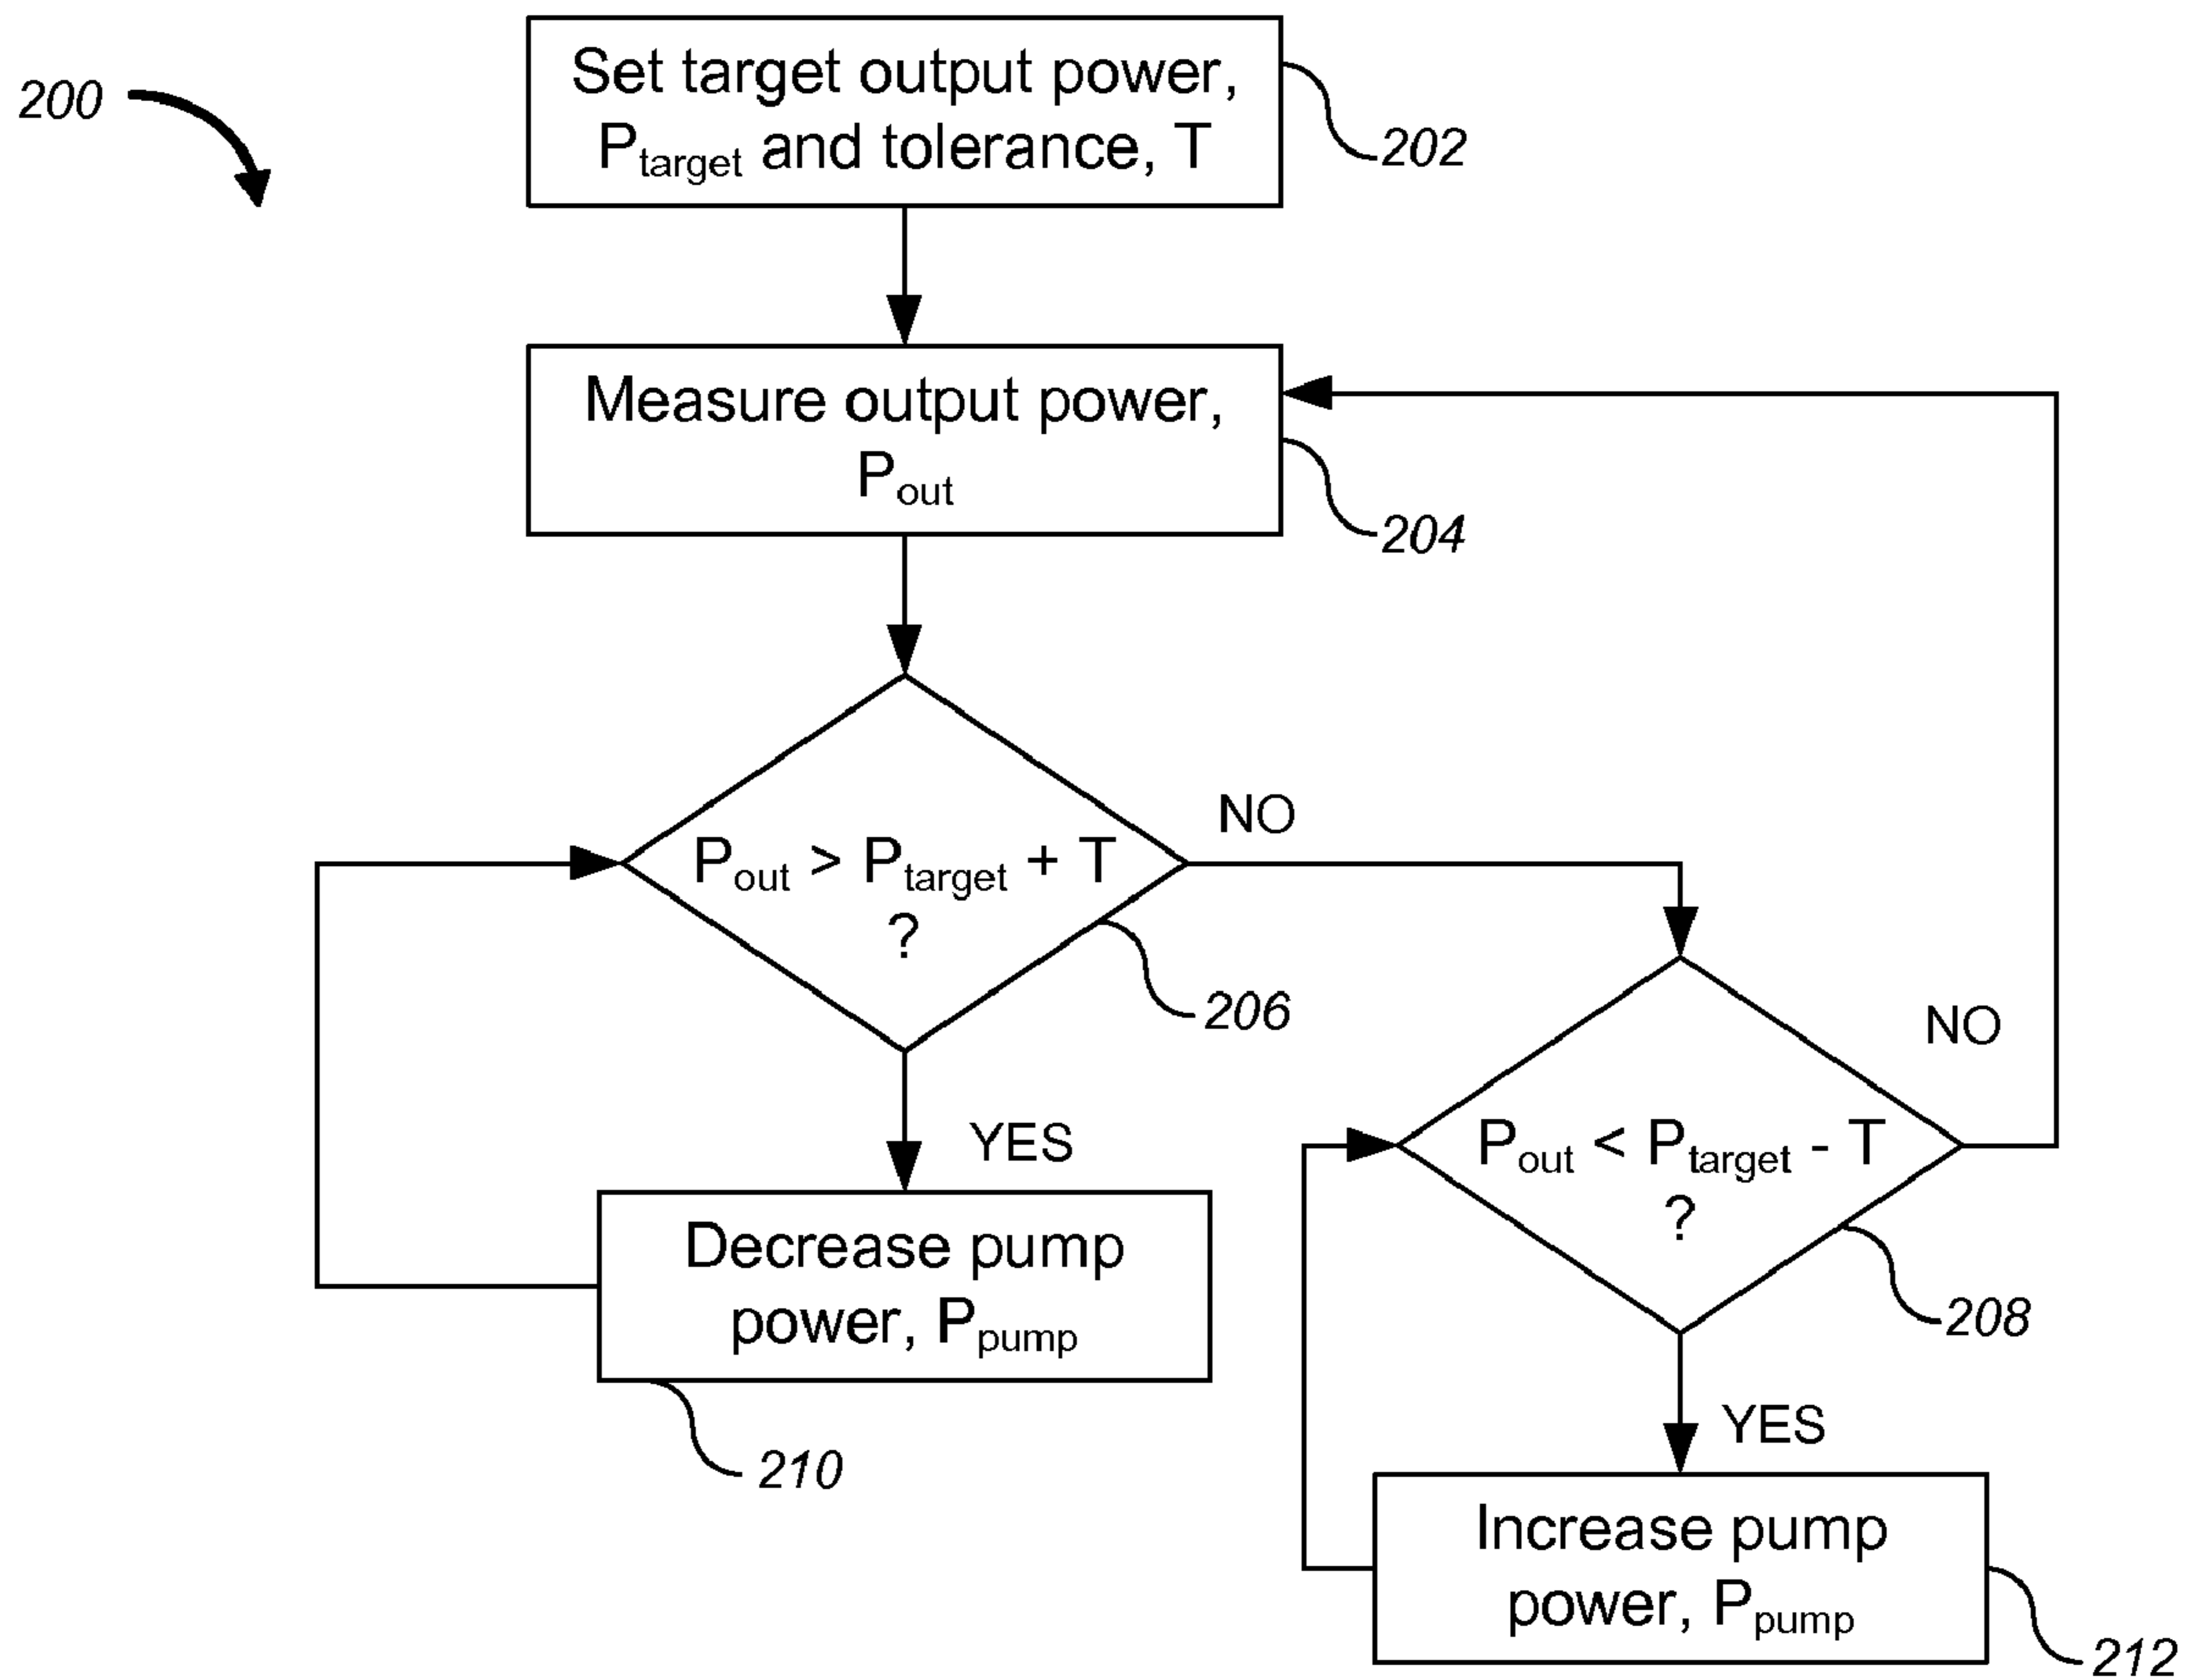 200
Set target output power,
Ptarget and tolerance, T
202
Measure output power,
Pout
204
Pout > Ptarget + T
?
NO
206
YES
Decrease pump
power, Ppump
210
Pout < Ptarget - T
?
NO
208
YES
Increase pump
power, Ppump
212